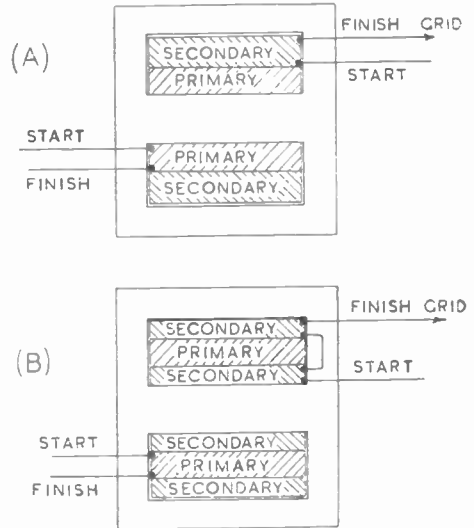 FINISH GRID
(A)
SECONDARY
START
PRIMARY
START
PRIMARY
FINISH
SECONDARY
FINISH GRID
SECONDARY
(B)
PRIMARY
SECONDARY
START
SECONDARY
START
PRIMARY
FINISH
SECONDARY